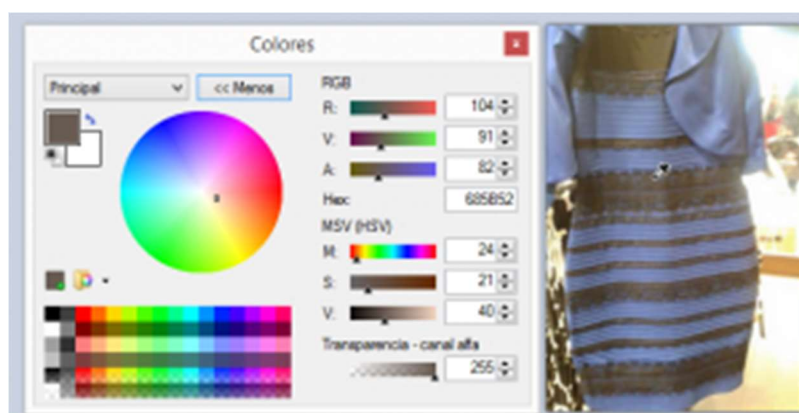 Colores
Principal
<< Menos
RGB
R: 104
V: 91
A: 82
Hex: 685B52
MSV (HSV)
M: 24
S: 21
V: 40
Transparencia - canal alfa
255